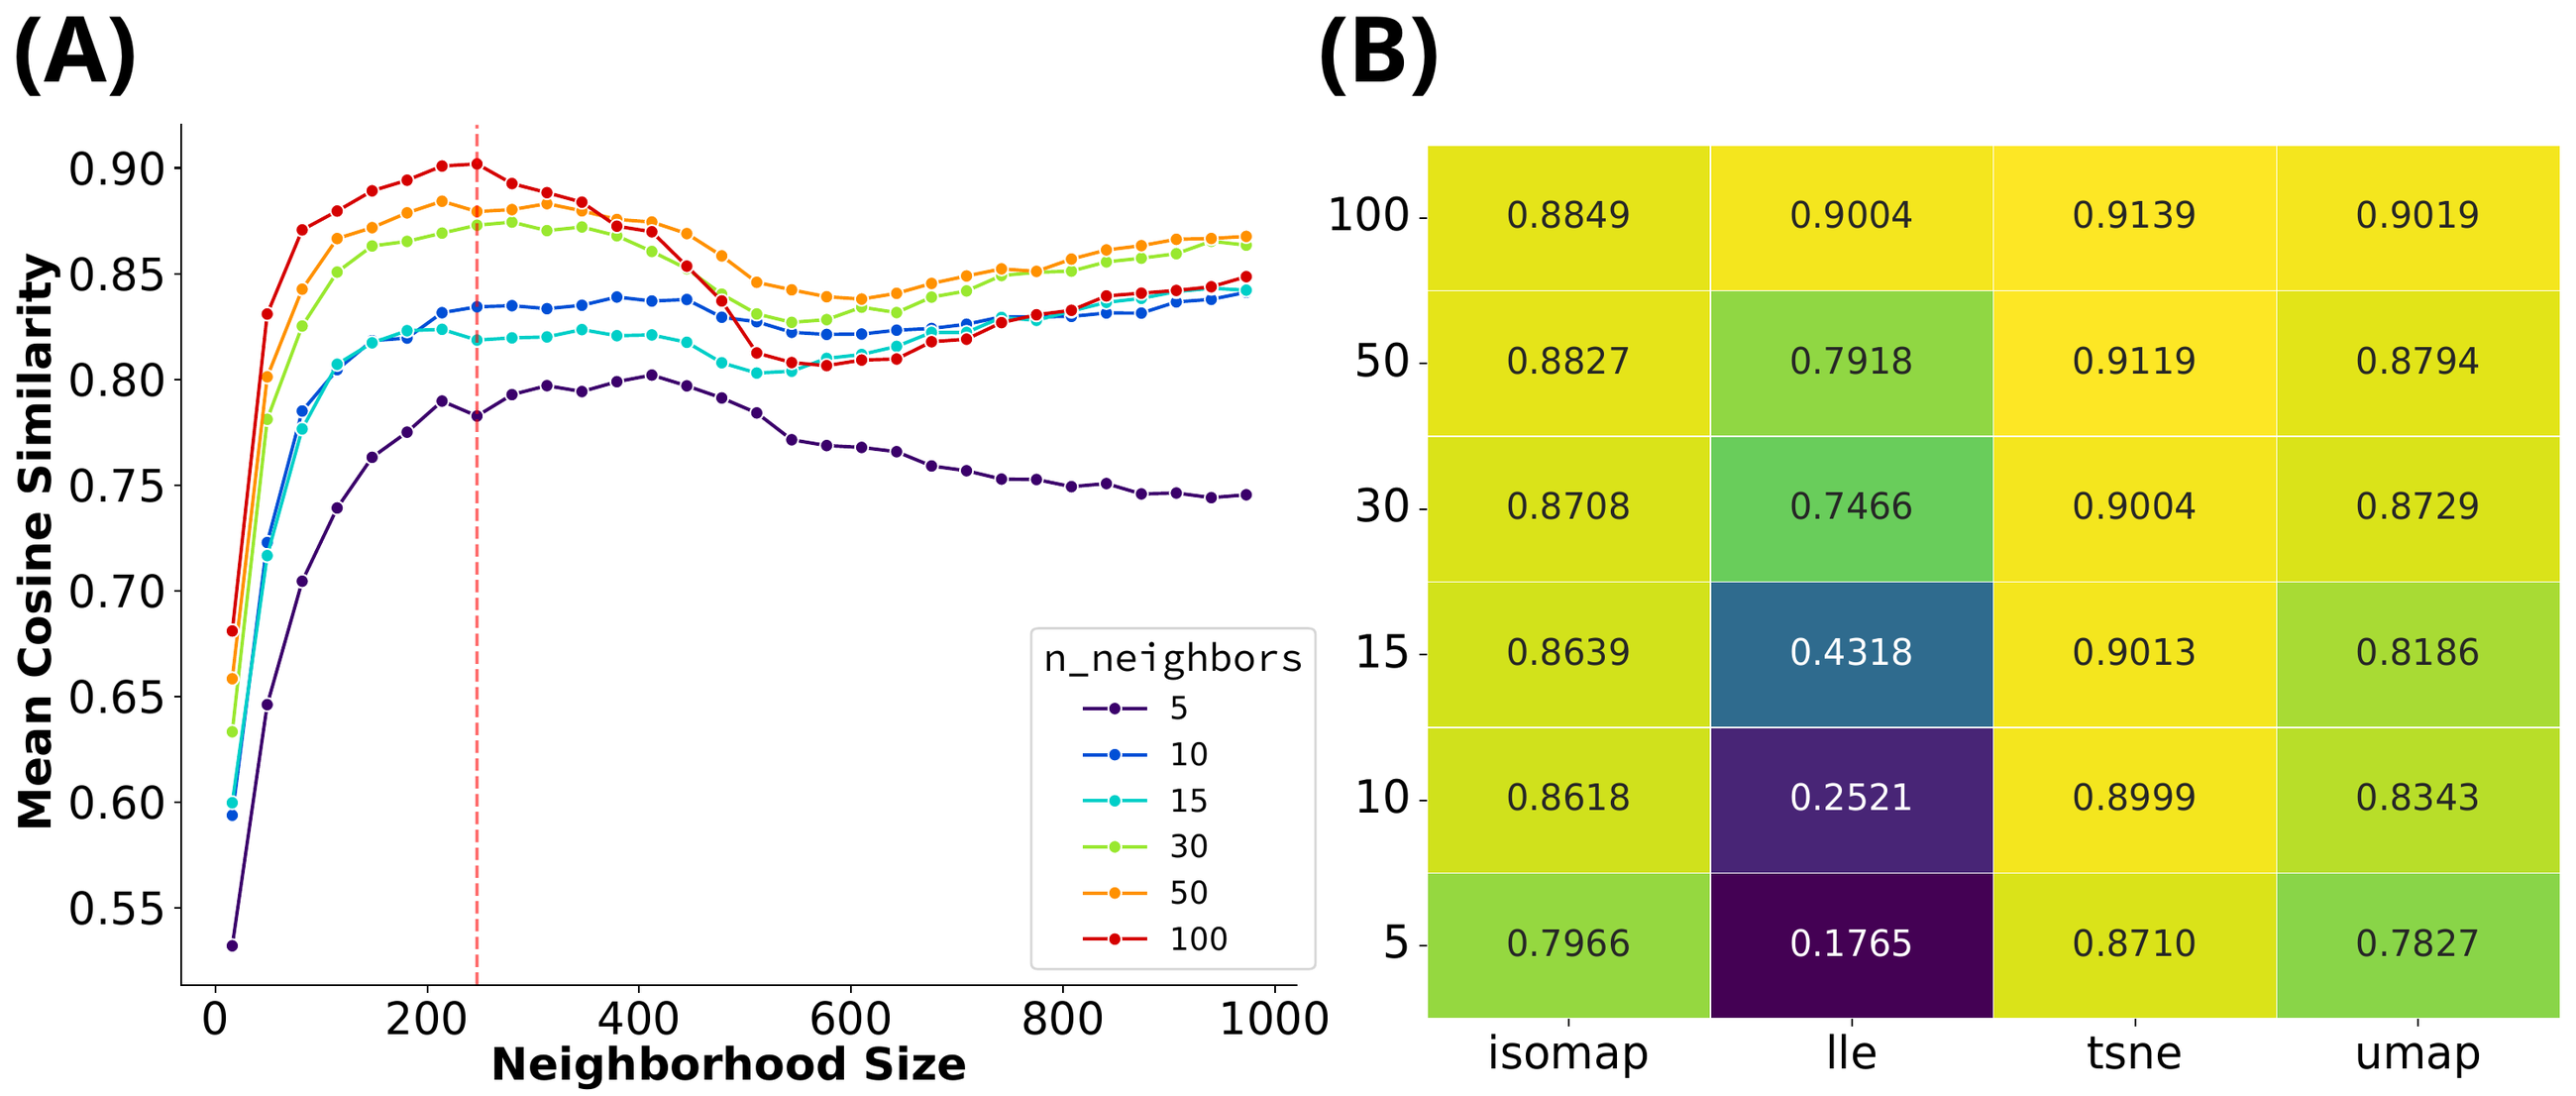 (A)
Mean Cosine Similarity
0.90
0.85
0.80
0.75
0.70
0.65
0.60
0.55
0 200 400 600 800 1000
Neighborhood Size
n_neighbors
5
10
15
30
50
100
(B)
100 0.8849 0.9004 0.9139 0.9019
50 0.8827 0.7918 0.9119 0.8794
30 0.8708 0.7466 0.9004 0.8729
15 0.8639 0.4318 0.9013 0.8186
10 0.8618 0.2521 0.8999 0.8343
5 0.7966 0.1765 0.8710 0.7827
isomap lle tsne umap